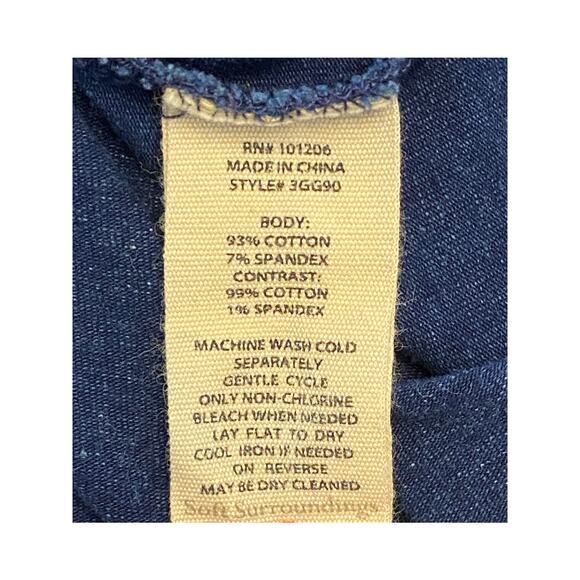 RN# 101206
MADE IN CHINA
STYLE# 3GG90
BODY:
93% COTTON
7% SPANDEX
CONTRAST:
99% COTTON
1% SPANDEX
MACHINE WASH COLD
SEPARATELY
GENTLE CYCLE
ONLY NON-CHLORINE
BLEACH WHEN NEEDED
LAY FLAT TO DRY
COOL IRON IF NEEDED
ON REVERSE
MAY BE DRY CLEANED
Soft Surroundings